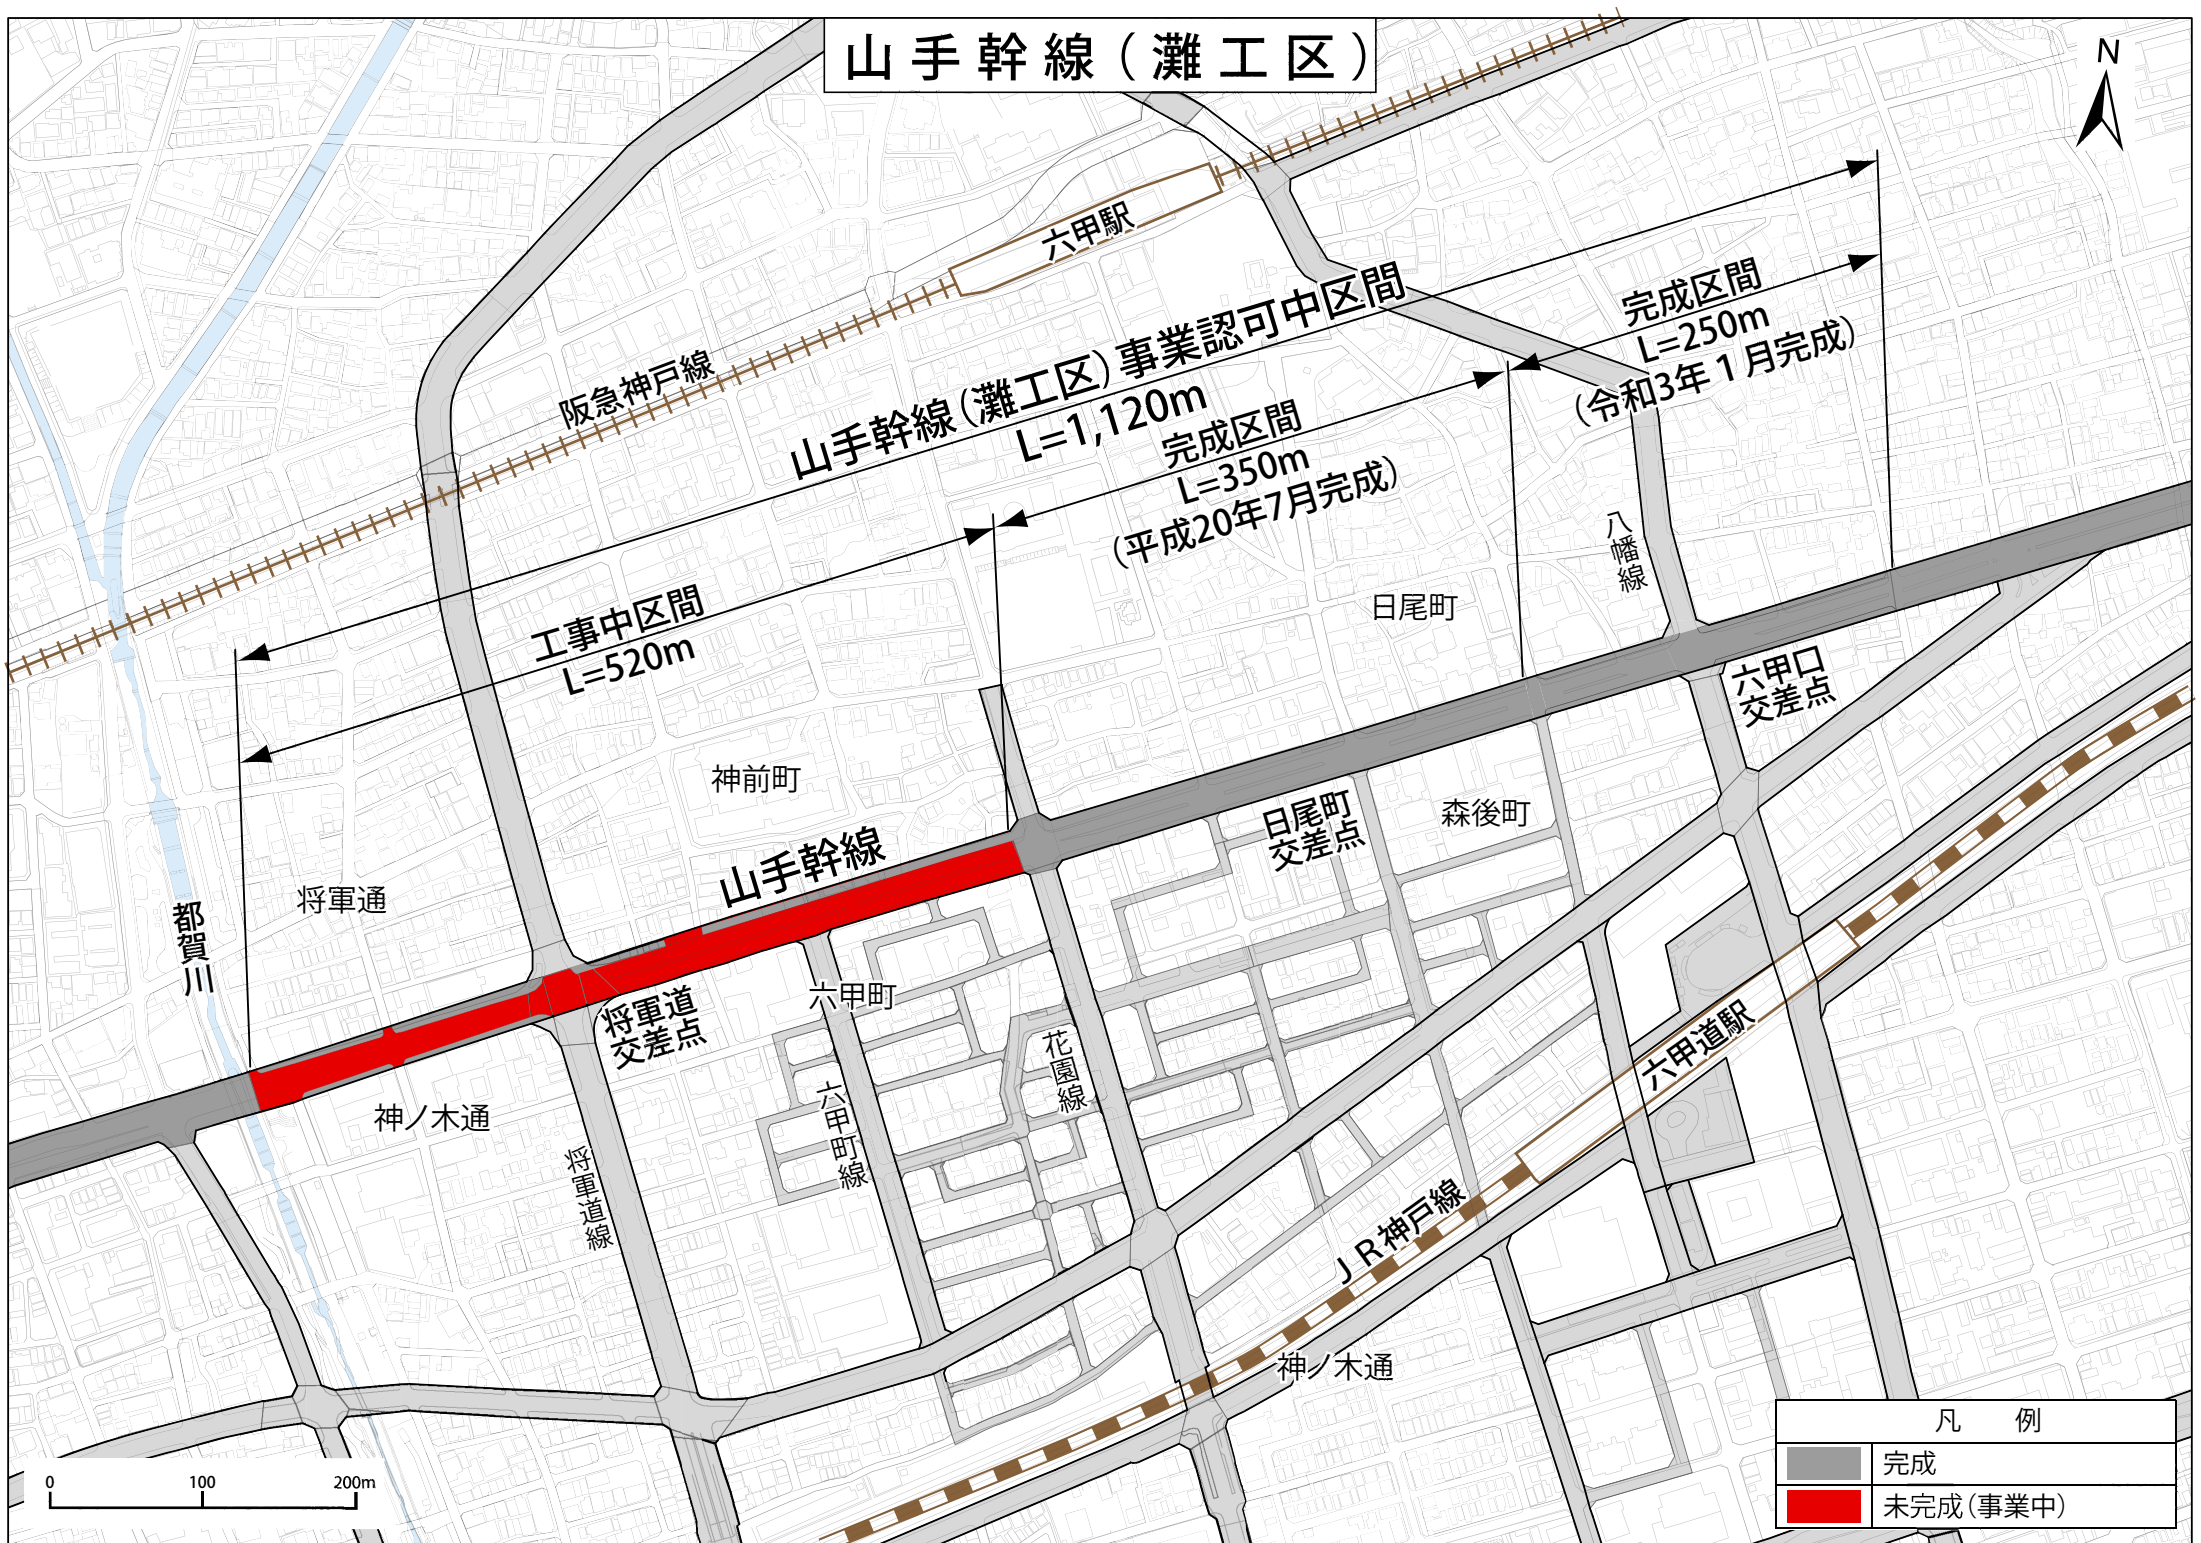 山手幹線（灘工区）
N
六甲駅
阪急神戸線
山手幹線（灘工区）事業認可中区間
L=1,120m
完成区間
L=250m
（令和3年１月完成）
完成区間
L=350m
（平成20年7月完成）
工事中区間
L=520m
八幡線
日尾町
六甲口
交差点
神前町
山手幹線
日尾町
交差点
森後町
将軍通
都賀川
将軍道
交差点
六甲町
花園線
六甲道駅
神ノ木通
六甲町線
将軍道線
ＪＲ神戸線
神ノ木通
0 100 200m
凡 例
完成
未完成（事業中）